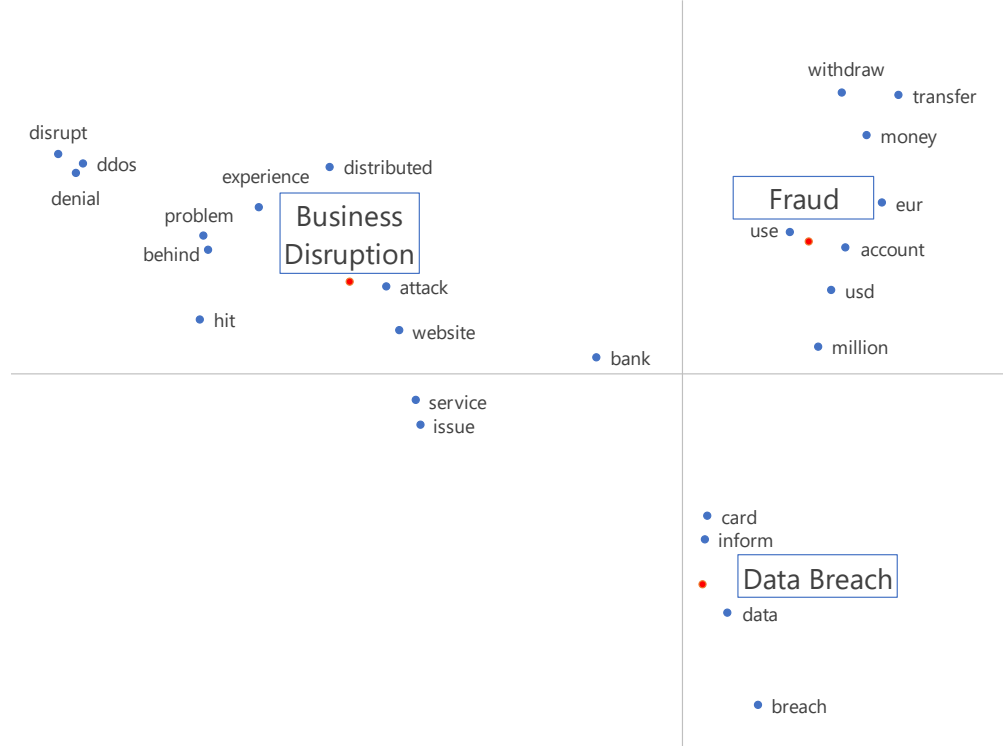 withdraw
transfer
disrupt
money
ddos
distributed
experience
denial
Fraud
eur
problem
Business
Disruption
use
behind
account
attack
usd
hit
website
million
bank
service
issue
card
inform
Data Breach
data
breach